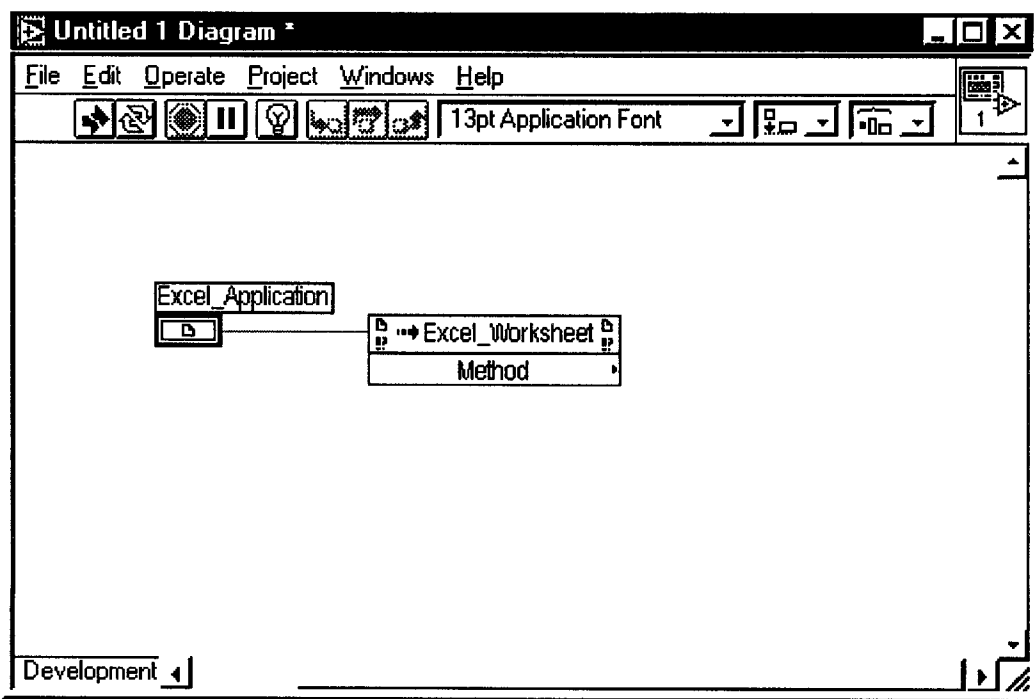 Untitled 1 Diagram *
File Edit Operate Project Windows Help
13pt Application Font
1
Excel_Application
Excel_Worksheet
Method
Development